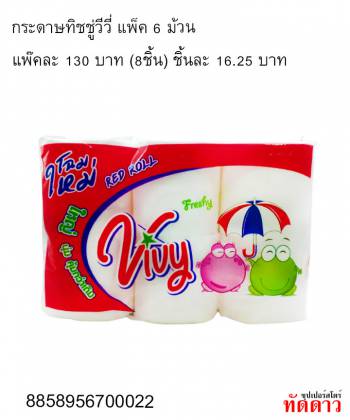 กระดาษทิชชู่วีวี่ แพ็ค 6 ม้วน
แพ๊คละ 130 บาท (8ชิ้น) ชิ้นละ 16.25 บาท
โฉม
ใหม่
RED ROLL
ใหญ่
Freshy
Vivy
8858956700022
ซุปเปอร์สโตร์
ทัดดาว